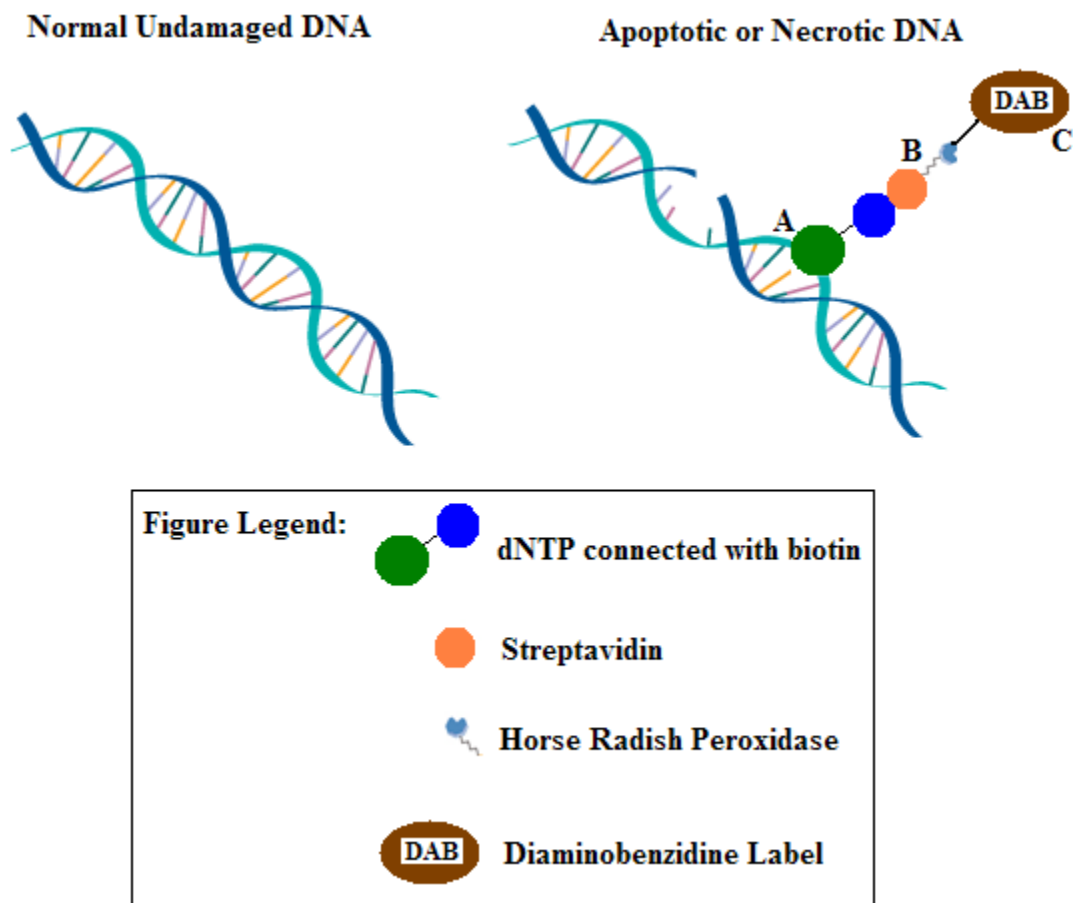 Normal Undamaged DNA
Apoptotic or Necrotic DNA
DAB
C
B
A
Figure Legend:
dNTP connected with biotin
Streptavidin
Horse Radish Peroxidase
DAB
Diaminobenzidine Label